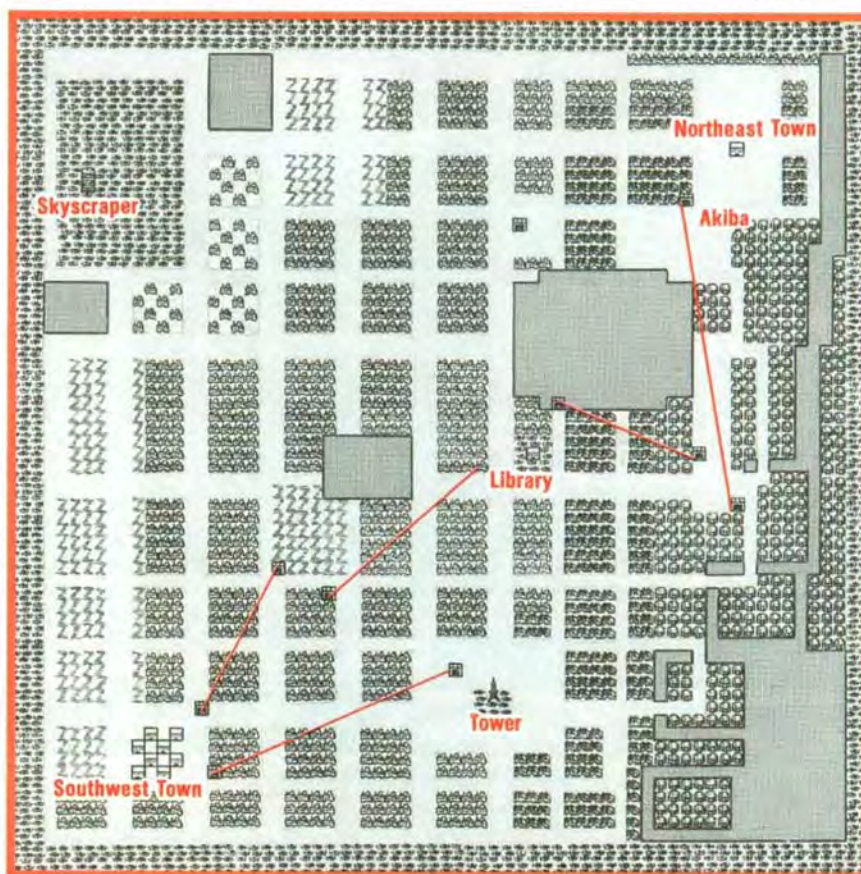 Northeast Town
Skyscraper
Akiba
Library
Tower
Southwest Town